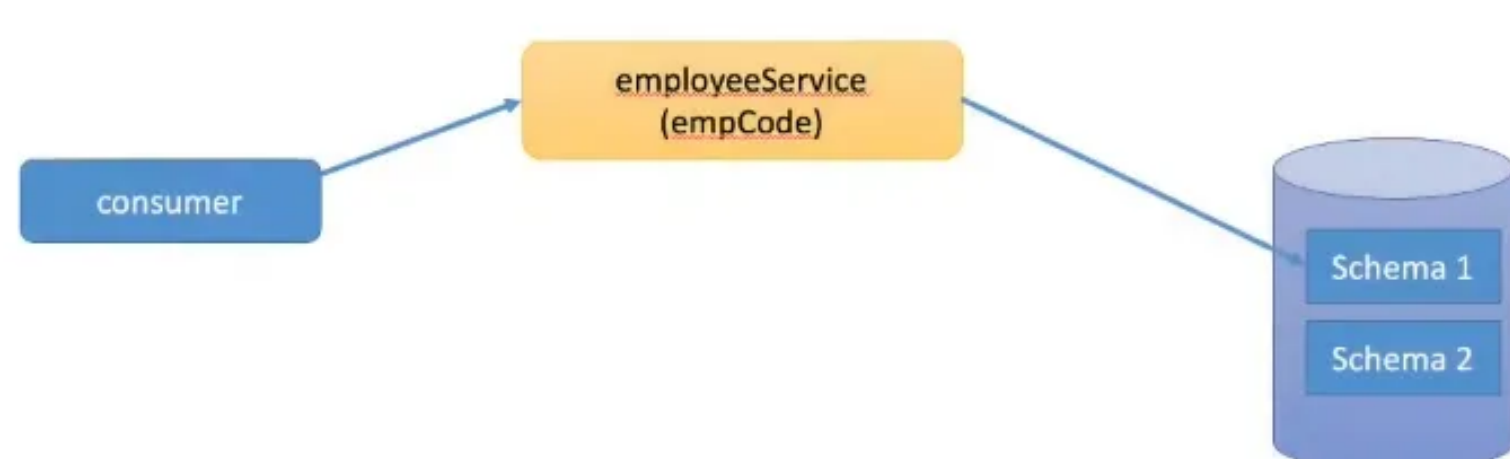 employeeService
(empCode)
consumer
Schema 1
Schema 2